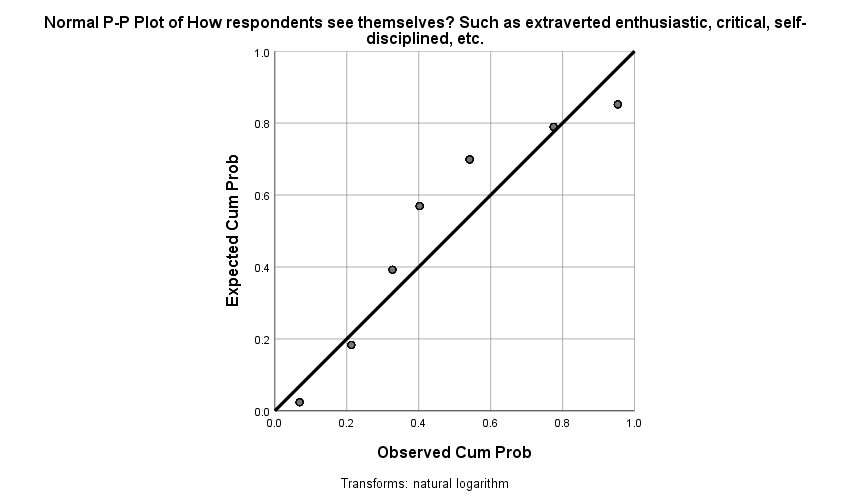 Normal P-P Plot of How respondents see themselves? Such as extraverted enthusiastic, critical, self-
disciplined, etc.
1.0
0.8
0.6
0.4
0.2
0.0
Expected Cum Prob
0.0 0.2 0.4 0.6 0.8 1.0
Observed Cum Prob
Transforms: natural logarithm